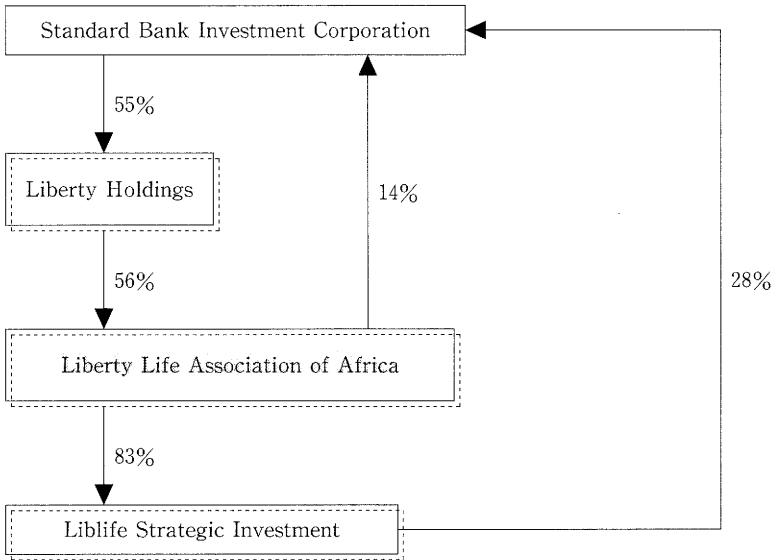 Standard Bank Investment Corporation
55%
Liberty Holdings
14%
56%
28%
Liberty Life Association of Africa
83%
Liblife Strategic Investment